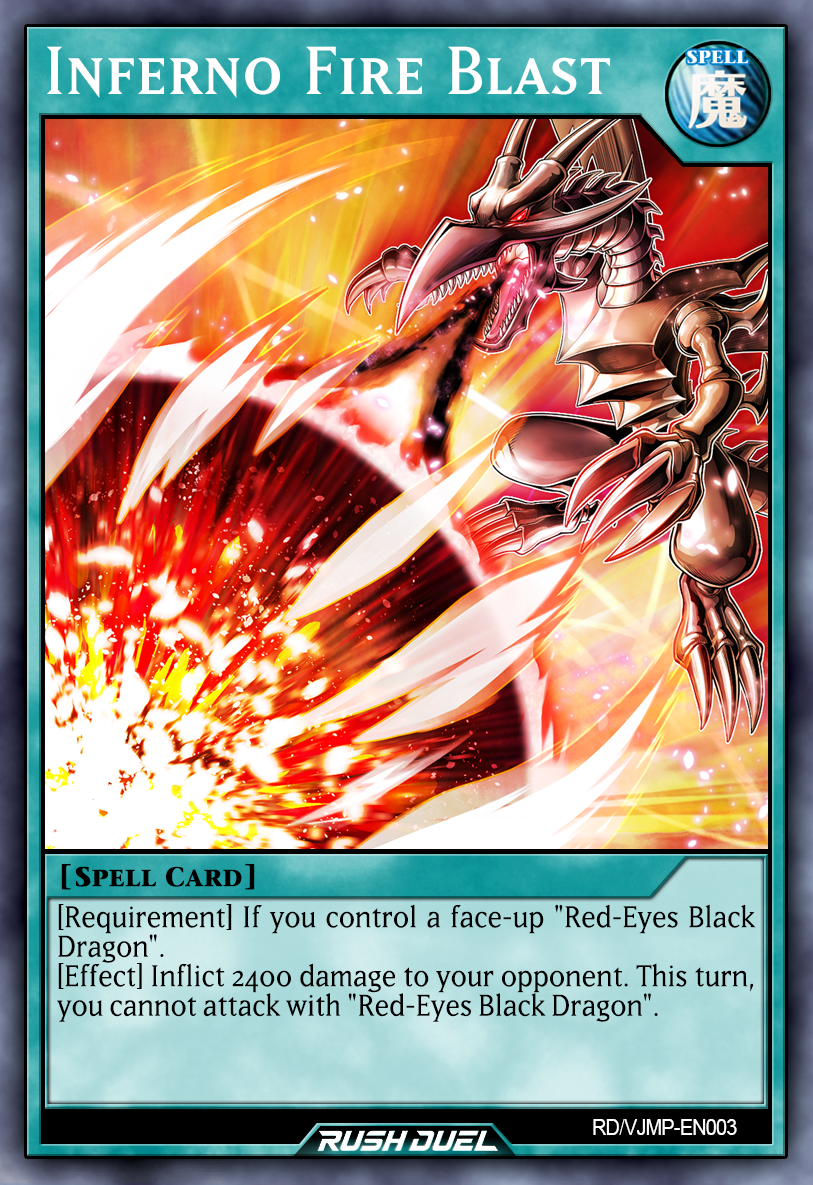 Inferno Fire Blast
SPELL
魔
[Spell Card]
[Requirement] If you control a face-up "Red-Eyes Black
Dragon".
[Effect] Inflict 2400 damage to your opponent. This turn,
you cannot attack with "Red-Eyes Black Dragon".
RD/VJMP-EN003
RUSH DUEL